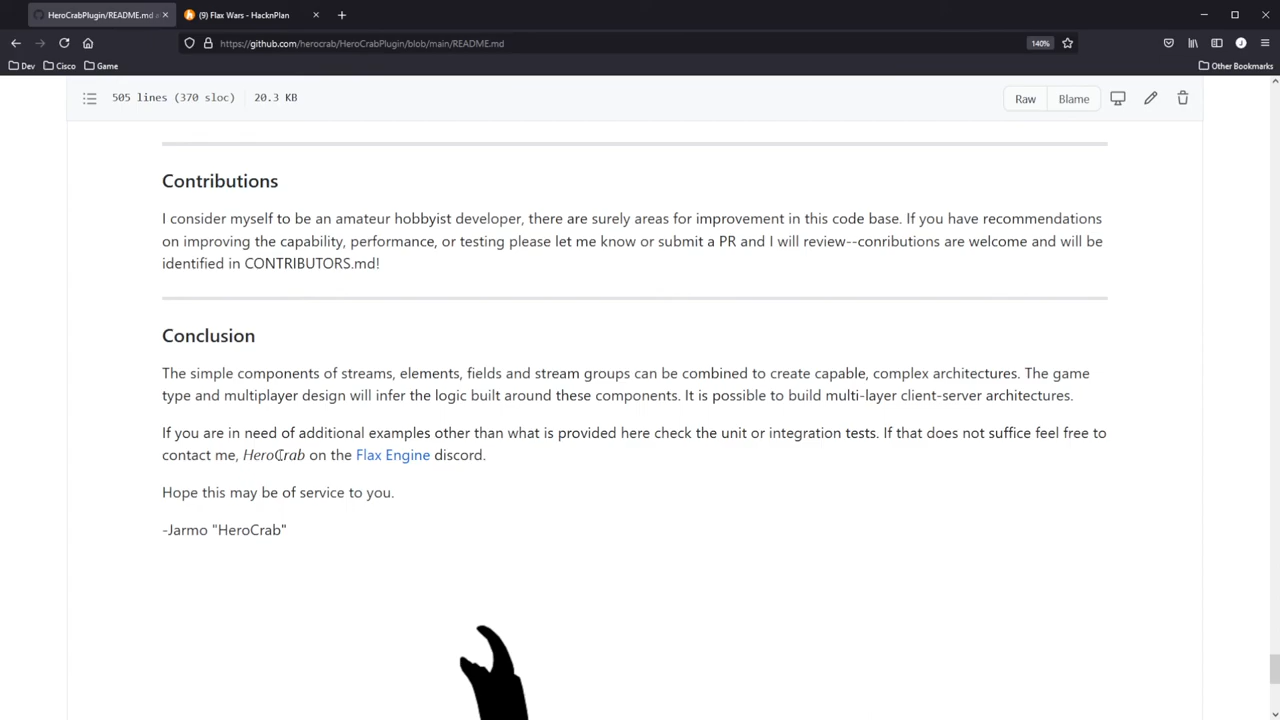 HeroCrabPlugin/README.md a
(9) Flax Wars - HacknPlan
https://github.com/herocrab/HeroCrabPlugin/blob/main/README.md
140%
Dev
Cisco
Game
Other Bookmarks
505 lines (370 sloc)
20.3 KB
Raw
Blame
Contributions
I consider myself to be an amateur hobbyist developer, there are surely areas for improvement in this code base. If you have recommendations
on improving the capability, performance, or testing please let me know or submit a PR and I will review--conributions are welcome and will be
identified in CONTRIBUTORS.md!
Conclusion
The simple components of streams, elements, fields and stream groups can be combined to create capable, complex architectures. The game
type and multiplayer design will infer the logic built around these components. It is possible to build multi-layer client-server architectures.
If you are in need of additional examples other than what is provided here check the unit or integration tests. If that does not suffice feel free to
contact me, HeroCrab on the Flax Engine discord.
Hope this may be of service to you.
-Jarmo "HeroCrab"